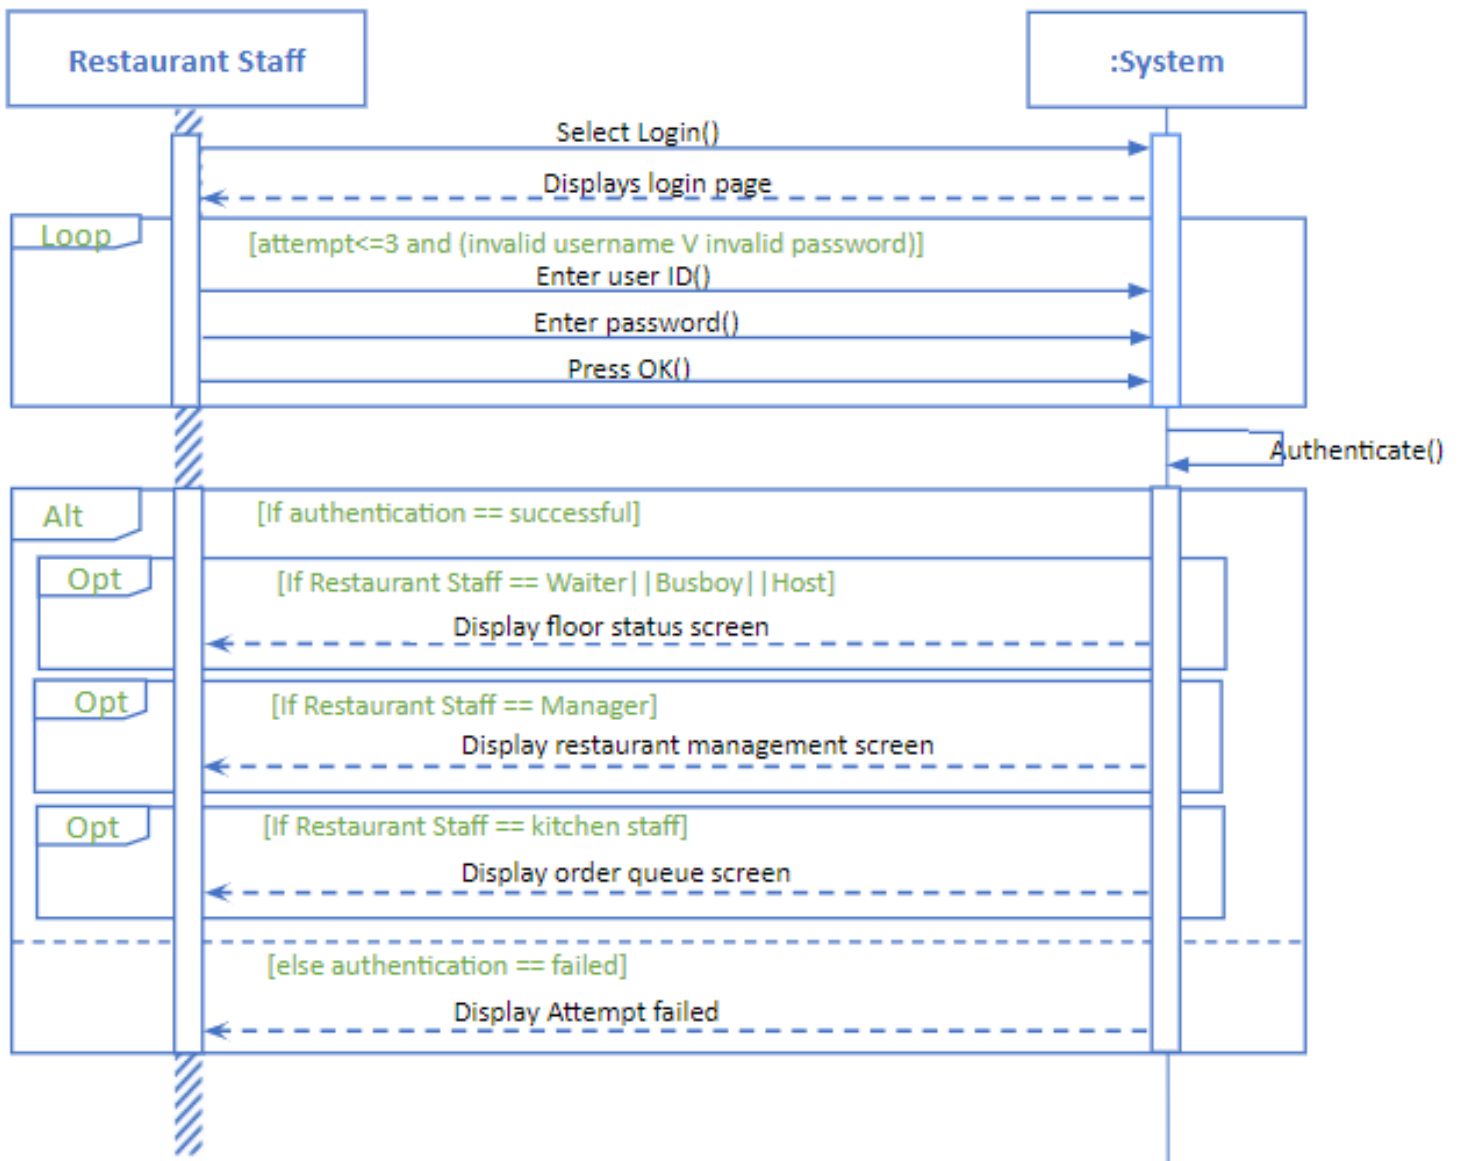 Restaurant Staff
:System
Select Login()
Displays login page
Loop
[attempt<=3 and (invalid username V invalid password)]
Enter user ID()
Enter password()
Press OK()
Authenticate()
Alt
[If authentication == successful]
Opt
[If Restaurant Staff == Waiter||Busboy||Host]
Display floor status screen
Opt
[If Restaurant Staff == Manager]
Display restaurant management screen
Opt
[If Restaurant Staff == kitchen staff]
Display order queue screen
[else authentication == failed]
Display Attempt failed